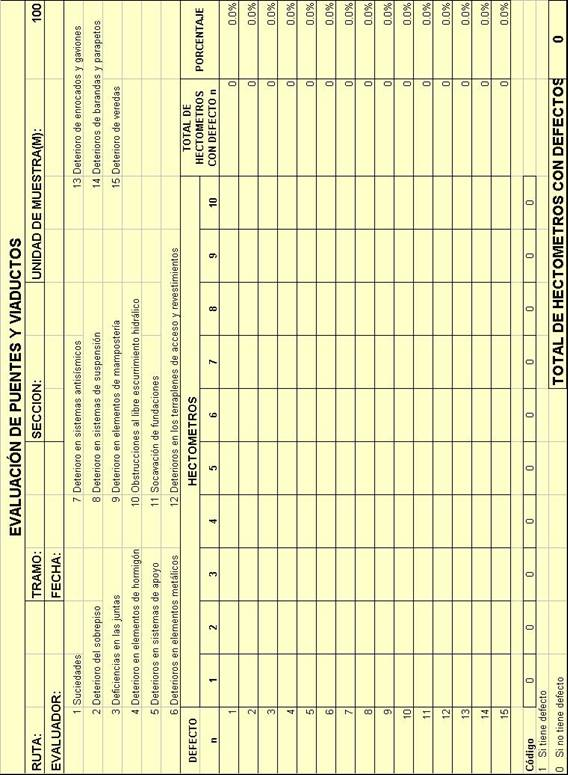 EVALUACIÓN DE PUENTES Y VIADUCTOS
RUTA: TRAMO: SECCION: UNIDAD DE MUESTRA(M): 100
EVALUADOR: FECHA:
1 Suciedades 7 Deterioro en sistemas antisísmicos 13 Deterioro de enrocados y gaviones
2 Deterioro del sobrepiso 8 Deterioro en sistemas de suspensión 14 Deterioros de barandas y parapetos
3 Deficiencias en las juntas 9 Deterioro en elementos de mampostería 15 Deterioro de veredas
4 Deterioro en elementos de hormigón 10 Obstrucciones al libre escurrimiento hidráulico
5 Deterioros en sistemas de apoyo 11 Socavación de fundaciones
6 Deterioros en elementos metálicos 12 Deterioros en los terraplenes de acceso y revestimientos
DEFECTO HECTOMETROS TOTAL DE HECTOMETROS CON DEFECTO n PORCENTAJE
n 1 2 3 4 5 6 7 8 9 10
1 0 0.0%
2 0 0.0%
3 0 0.0%
4 0 0.0%
5 0 0.0%
6 0 0.0%
7 0 0.0%
8 0 0.0%
9 0 0.0%
10 0 0.0%
11 0 0.0%
12 0 0.0%
13 0 0.0%
14 0 0.0%
15 0 0.0%
Código 0 0 0 0 0 0 0 0 0 0
1 Si tiene defecto
0 Si no tiene defecto TOTAL DE HECTOMETROS CON DEFECTOS 0